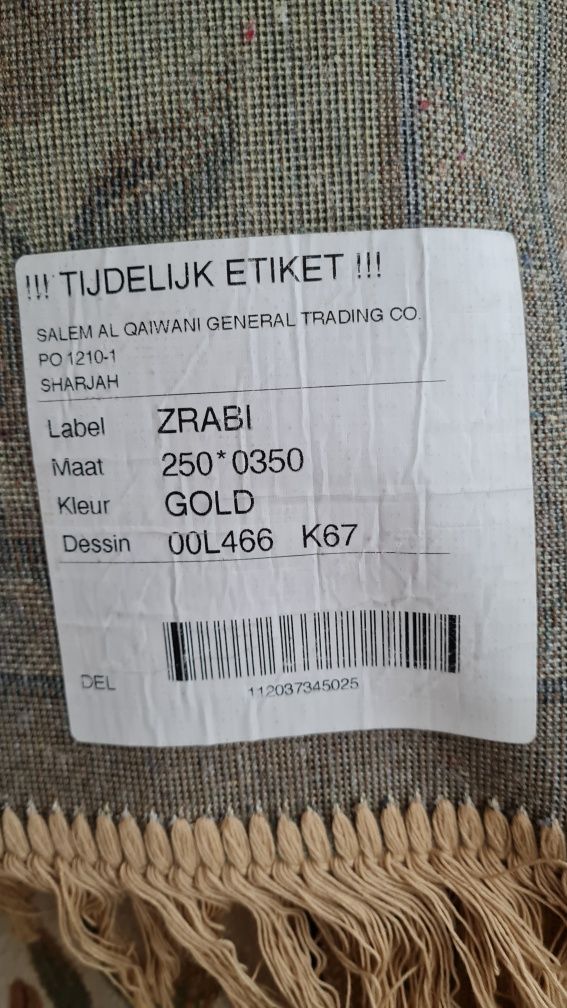 !!! TIJDELIJK ETIKET !!!
SALEM AL QAIWANI GENERAL TRADING CO.
PO 1210-1
SHARJAH
Label ZRABI
Maat 250*0350
Kleur GOLD
Dessin 00L466 K67
DEL
112037345025